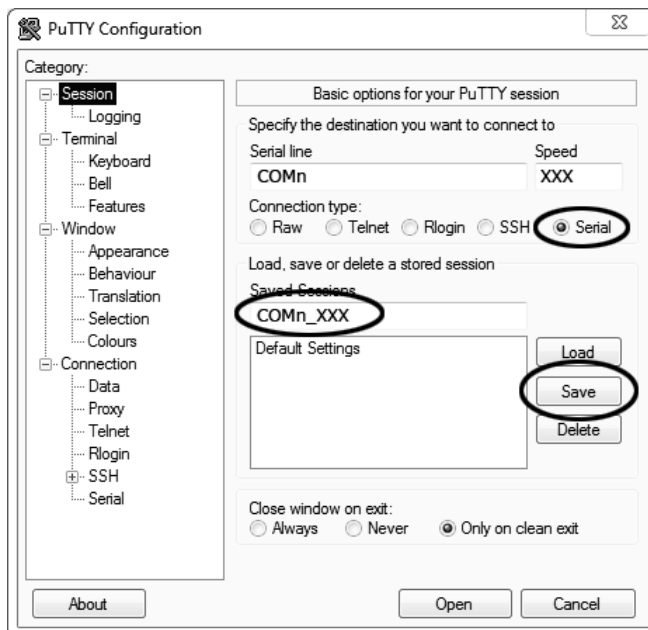 PuTTY Configuration
Category:
Session
Logging
Terminal
Keyboard
Bell
Features
Window
Appearance
Behaviour
Translation
Selection
Colours
Connection
Data
Proxy
Telnet
Rlogin
SSH
Serial
Basic options for your PuTTY session
Specify the destination you want to connect to
Serial line Speed
COMn XXX
Connection type:
Raw Telnet Rlogin SSH Serial
Load, save or delete a stored session
Saved Sessions
COMn_XXX
Default Settings
Load
Save
Delete
Close window on exit:
Always Never Only on clean exit
About Open Cancel